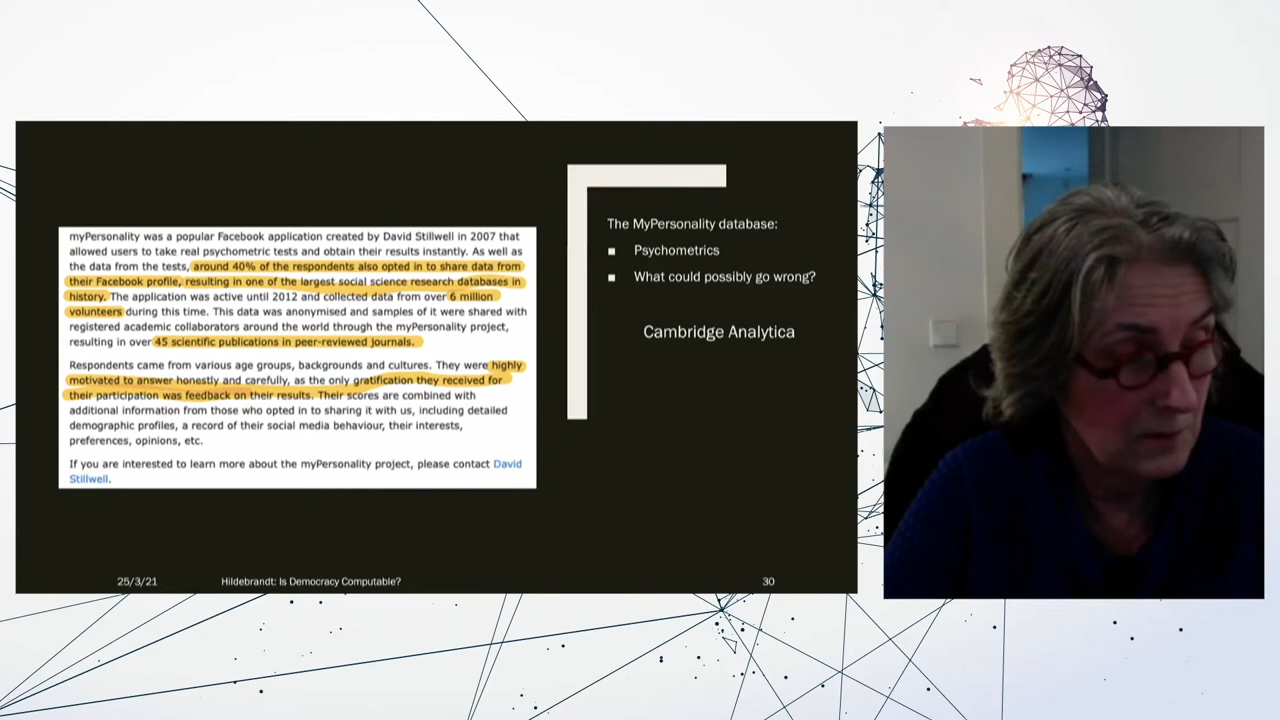 myPersonality was a popular Facebook application created by David Stillwell in 2007 that
allowed users to take real psychometric tests and obtain their results instantly. As well as
the data from the tests, around 40% of the respondents also opted in to share data from
their Facebook profile, resulting in one of the largest social science research databases in
history. The application was active until 2012 and collected data from over 6 million
volunteers during this time. This data was anonymised and samples of it were shared with
registered academic collaborators around the world through the myPersonality project,
resulting in over 45 scientific publications in peer-reviewed journals.
Respondents came from various age groups, backgrounds and cultures. They were highly
motivated to answer honestly and carefully, as the only gratification they received for
their participation was feedback on their results. Their scores are combined with
additional information from those who opted in to sharing it with us, including detailed
demographic profiles, a record of their social media behaviour, their interests,
preferences, opinions, etc.
If you are interested to learn more about the myPersonality project, please contact David
Stillwell.
The MyPersonality database:
■ Psychometrics
■ What could possibly go wrong?
Cambridge Analytica
25/3/21
Hildebrandt: Is Democracy Computable?
30